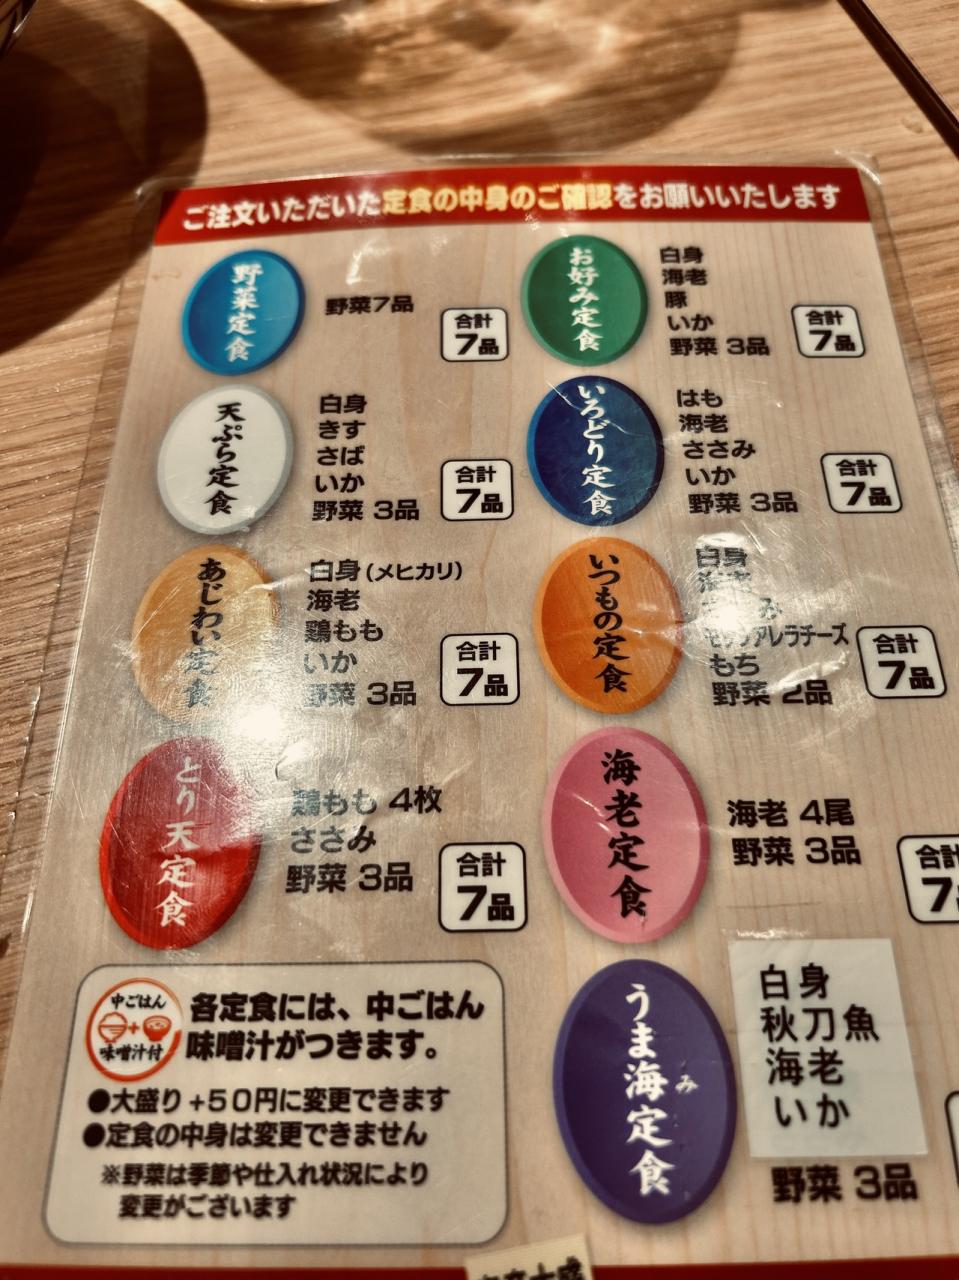 ご注文いただいた定食の中身のご確認をお願いいたします
野菜定食
野菜7品
合計
7品
お好み定食
白身
海老
豚
いか
野菜 3品
合計
7品
天ぷら定食
白身
きす
さば
いか
野菜 3品
合計
7品
いろどり定食
はも
海老
ささみ
いか
野菜 3品
合計
7品
あじわい定食
白身(メヒカリ)
海老
鶏もも
いか
野菜 3品
合計
7品
いつもの定食
白身
海老
み
モッツアレラチーズ
もち
野菜 2品
合計
7品
とり天定食
鶏もも 4枚
ささみ
野菜 3品
合計
7品
海老定食
海老 4尾
野菜 3品
合計
7
中ごはん
味噌汁付
各定食には、中ごはん
味噌汁がつきます。
●大盛り+50円に変更できます
●定食の中身は変更できません
※野菜は季節や仕入れ状況により
変更がございます
うま海定食
み
白身
秋刀魚
海老
いか
野菜 3品